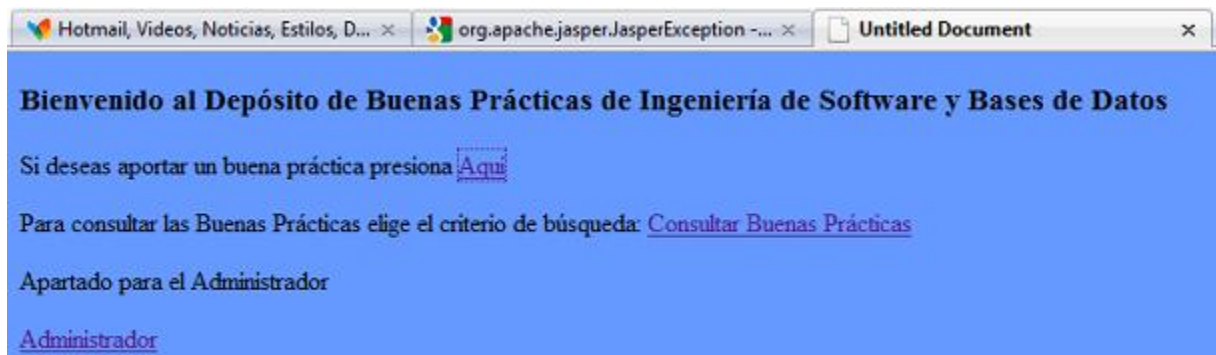 Hotmail, Videos, Noticias, Estilos, D... org.apache.jasper.JasperException -... Untitled Document
Bienvenido al Depósito de Buenas Prácticas de Ingeniería de Software y Bases de Datos
Si deseas aportar un buena práctica presiona Aquí
Para consultar las Buenas Prácticas elige el criterio de búsqueda: Consultar Buenas Prácticas
Apartado para el Administrador
Administrador